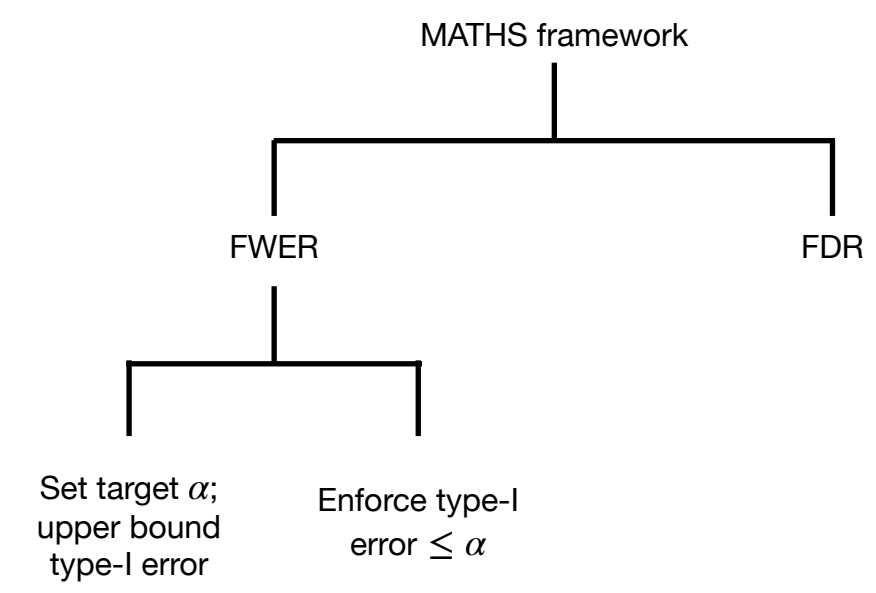 MATHS framework
FWER
FDR
Set target α;
upper bound
type-I error
Enforce type-I
error ≤ α